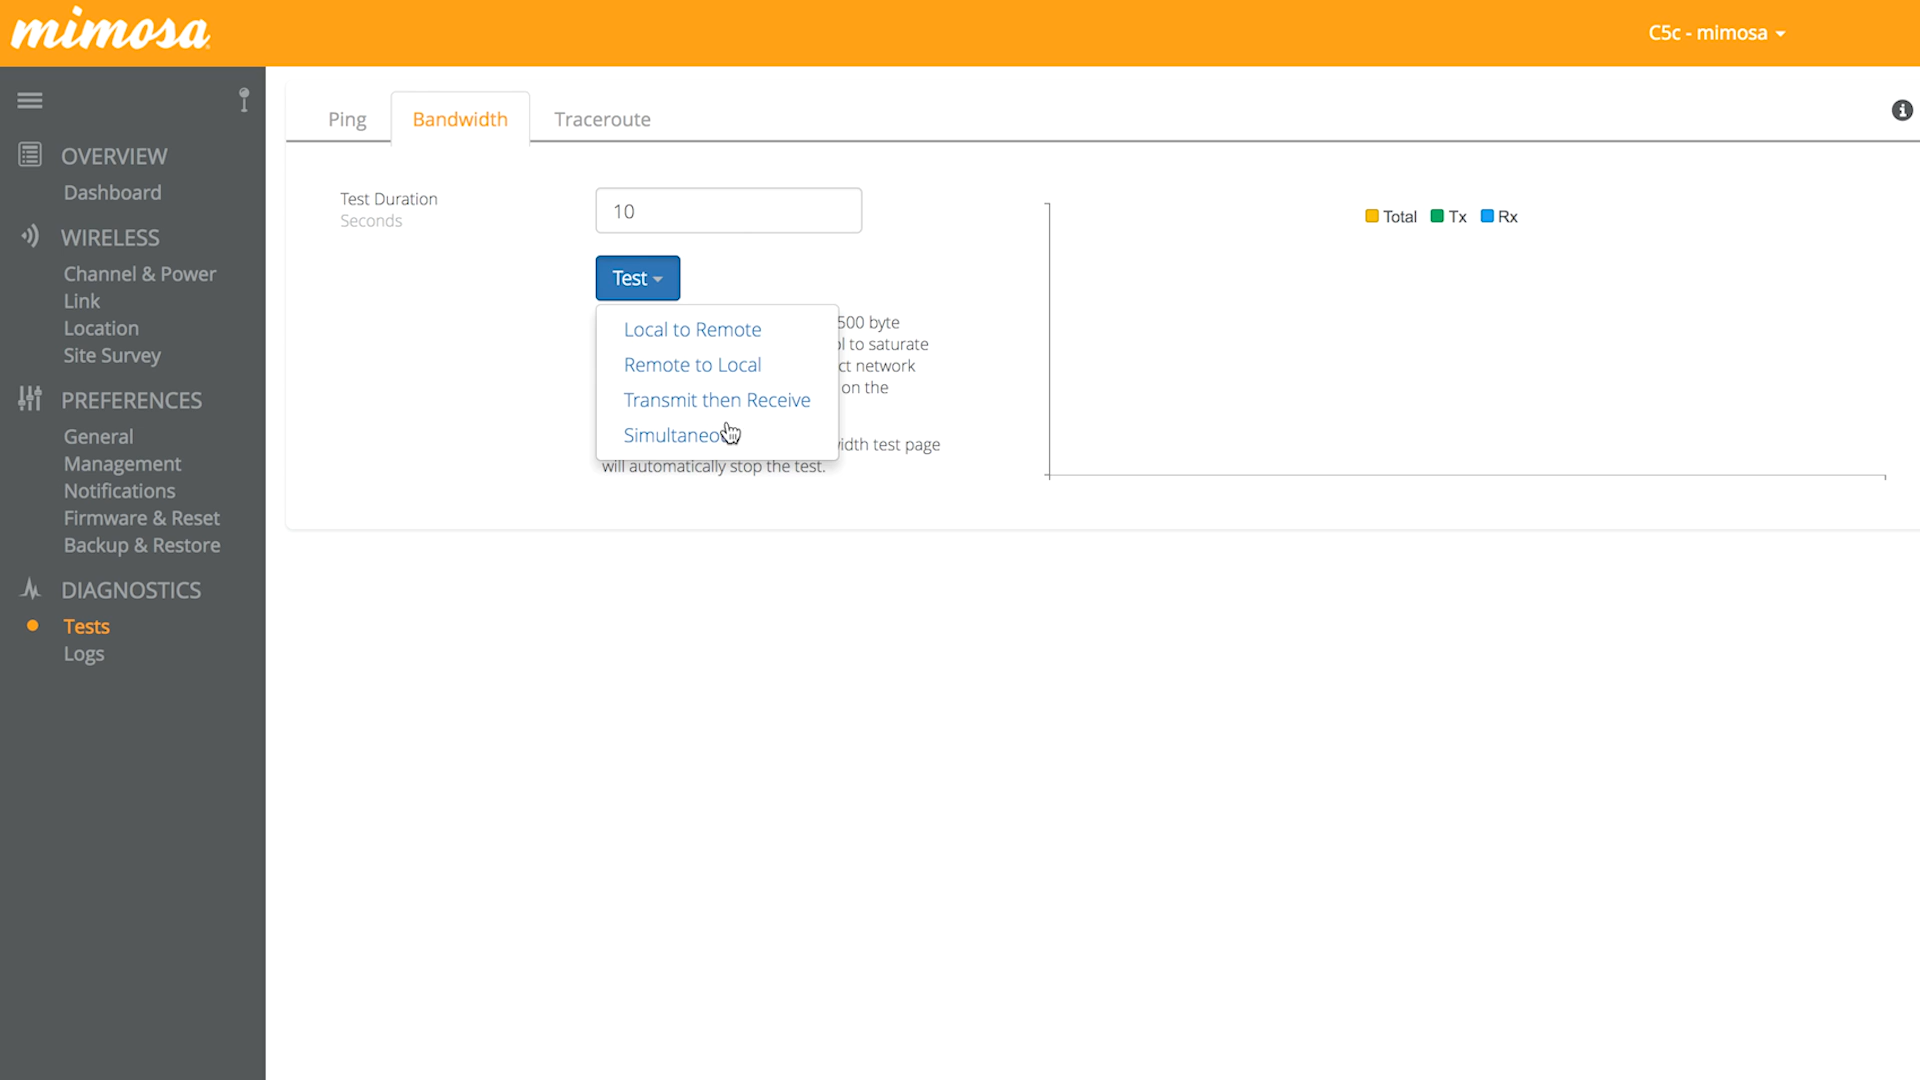 mimosa
C5c - mimosa
Ping
Bandwidth
Traceroute
OVERVIEW
Dashboard
WIRELESS
Channel & Power
Link
Location
Site Survey
PREFERENCES
General
Management
Notifications
Firmware & Reset
Backup & Restore
DIAGNOSTICS
Tests
Logs
Test Duration
Seconds
10
Test
Local to Remote
Remote to Local
Transmit then Receive
500 byte
to saturate
network
on the
test page
will automatically stop the test.
Total Tx Rx